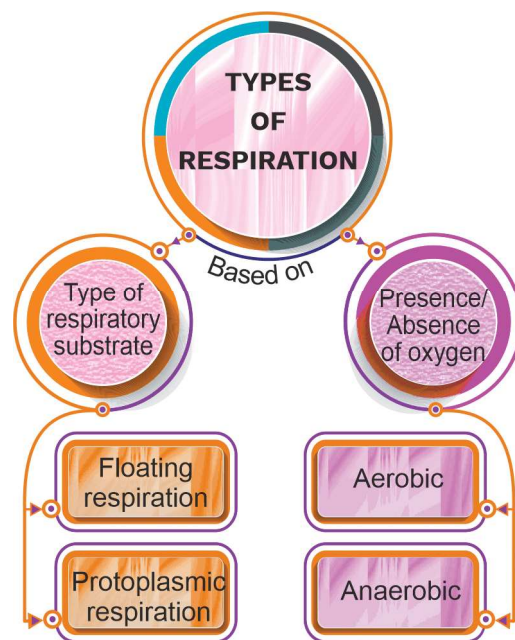 TYPES
OF
RESPIRATION
Based on
Type of
respiratory
substrate
Presence/
Absence
of oxygen
Floating
respiration
Protoplasmic
respiration
Aerobic
Anaerobic